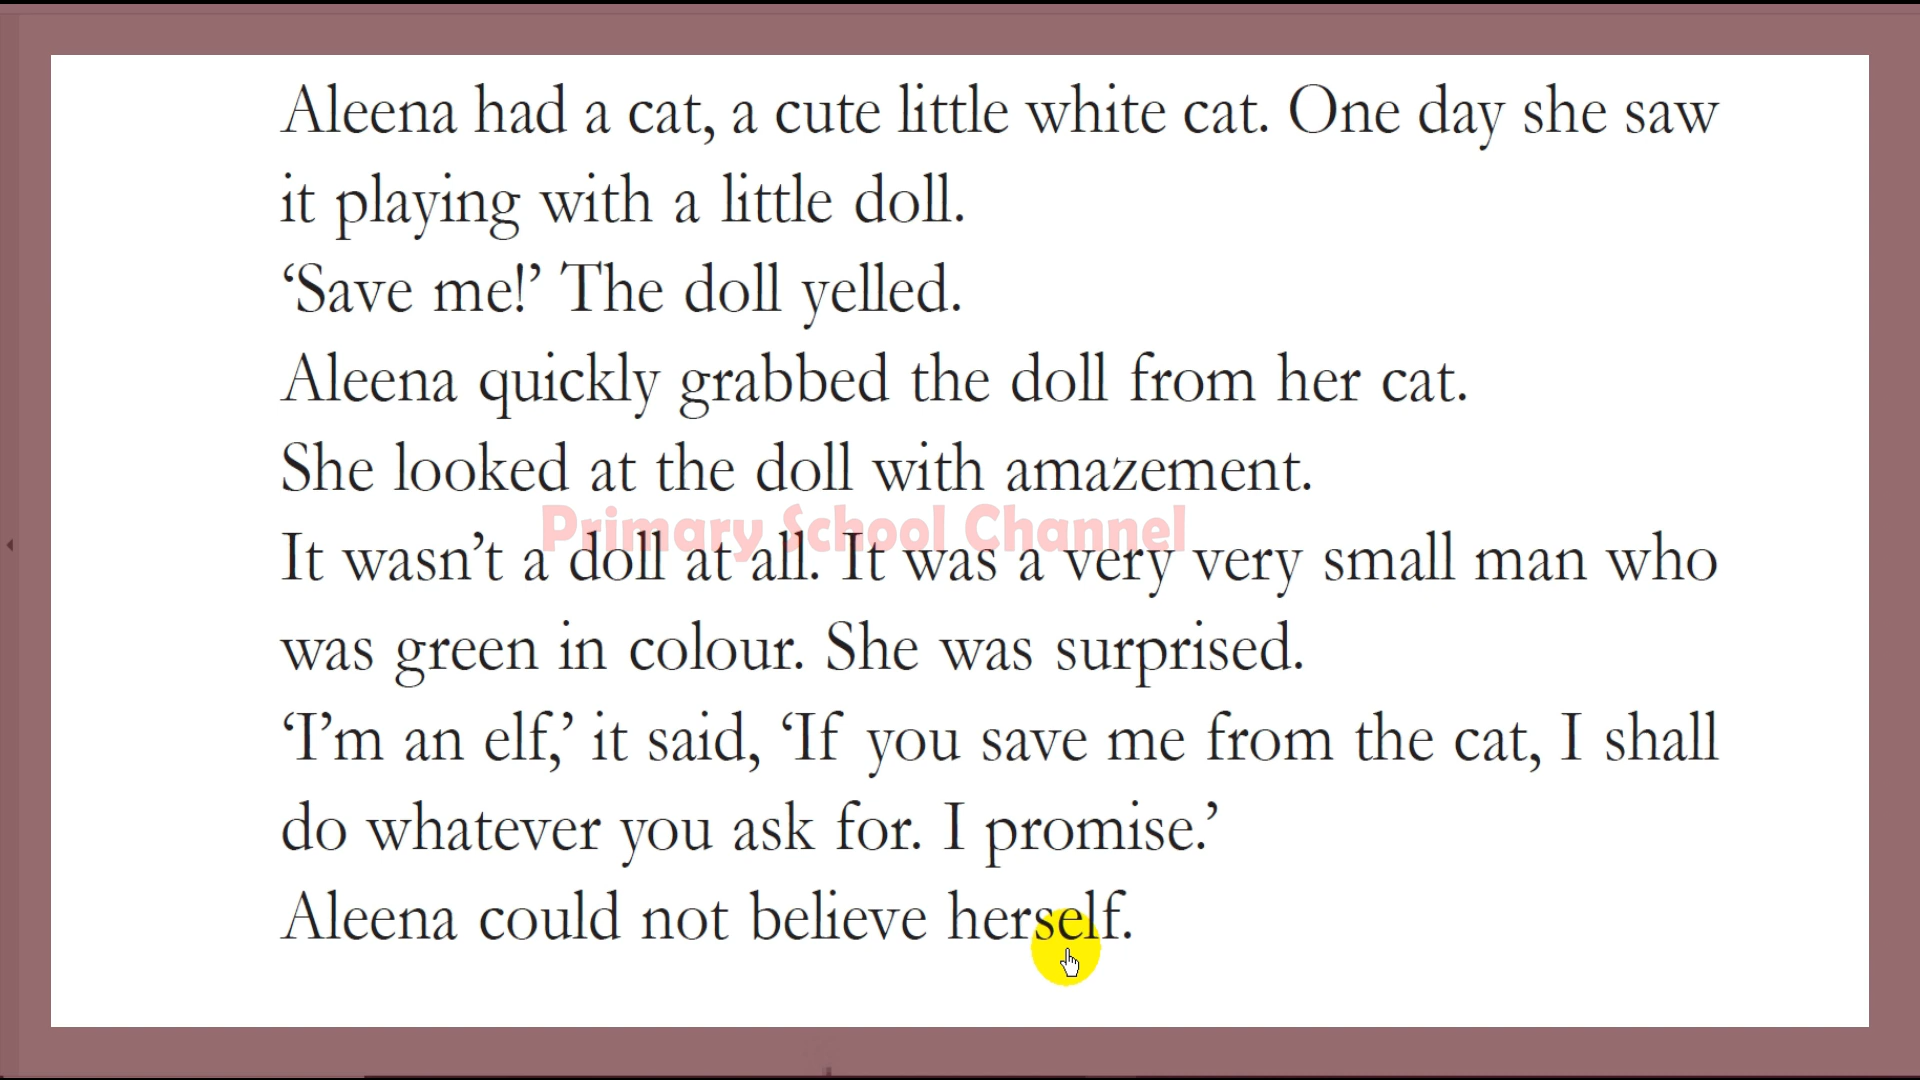 Aleena had a cat, a cute little white cat. One day she saw
it playing with a little doll.
‘Save me!’ The doll yelled.
Aleena quickly grabbed the doll from her cat.
She looked at the doll with amazement.
Primary School Channel
It wasn’t a doll at all. It was a very very small man who
was green in colour. She was surprised.
‘I’m an elf,’ it said, ‘If you save me from the cat, I shall
do whatever you ask for. I promise.’
Aleena could not believe herself.